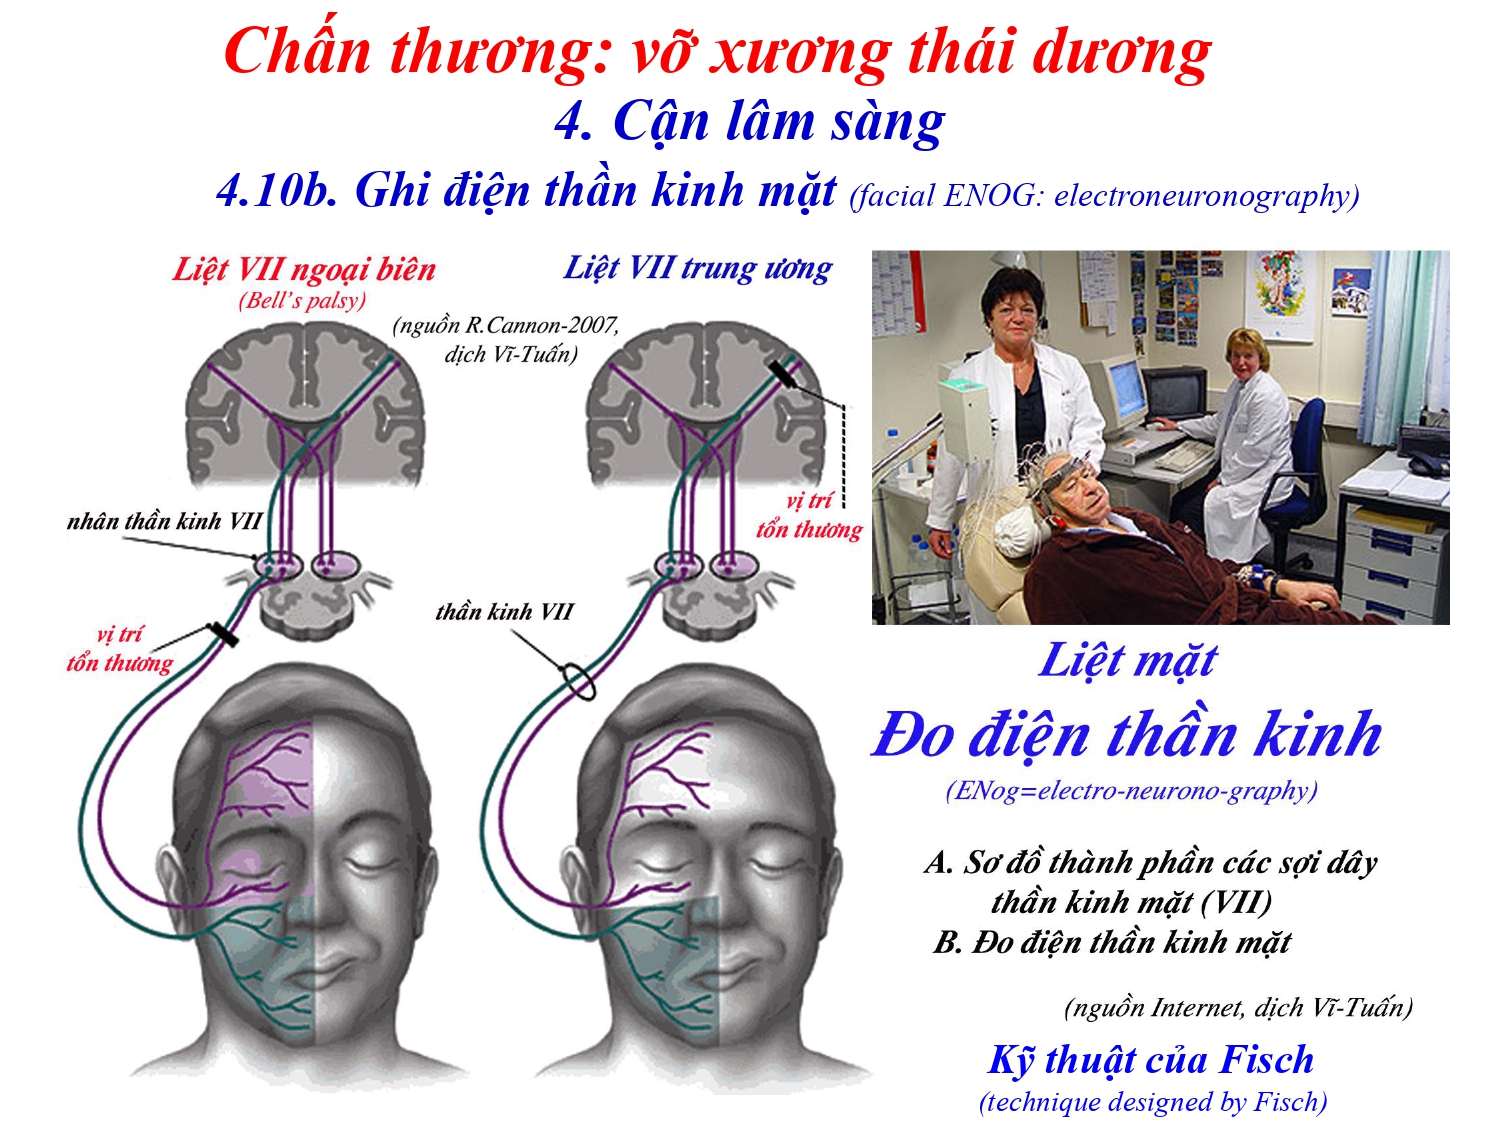 Chấn thương: vỡ xương thái dương
4. Cận lâm sàng
4.10b. Ghi điện thần kinh mặt (facial ENOG: electroneuronography)
Liệt VII ngoại biên
(Bell's palsy)
Liệt VII trung ương
(nguồn R.Cannon-2007,
dịch Vĩ-Tuấn)
vị trí
tổn thương
nhân thần kinh VII
thần kinh VII
vị trí
tổn thương
Liệt mặt
Đo điện thần kinh
(ENog=electro-neurono-graphy)
A. Sơ đồ thành phần các sợi dây
thần kinh mặt (VII)
B. Đo điện thần kinh mặt
(nguồn Internet, dịch Vĩ-Tuấn)
Kỹ thuật của Fisch
(technique designed by Fisch)